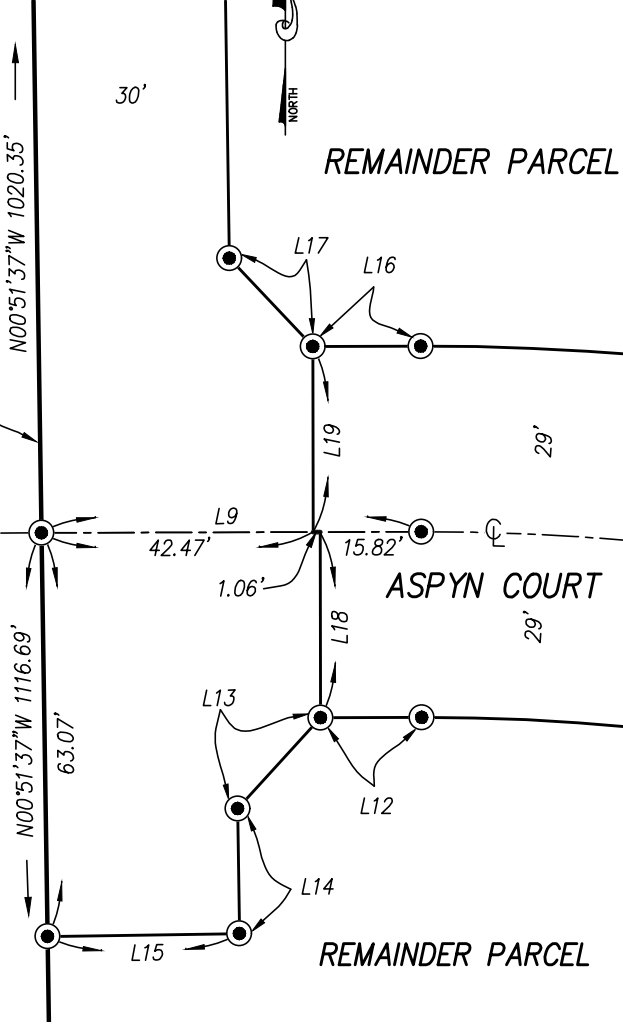 30'
NORTH
REMAINDER PARCEL
N00°51'37"W 1020.35'
L17
L16
L19
29'
L9
42.47'
15.82'
℄
1.06'
ASPYN COURT
L18
29'
N00°51'37"W 1116.69'
63.07'
L13
L12
L14
L15
REMAINDER PARCEL